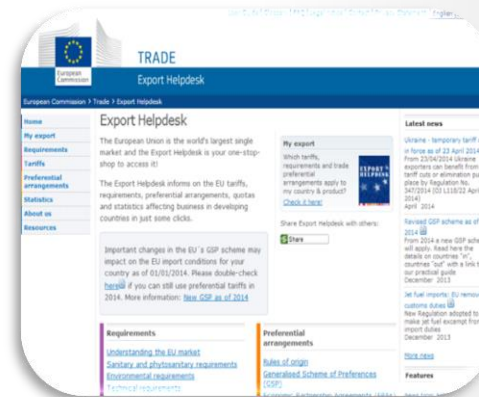 TRADE
European
Commission
Export Helpdesk
European Commission > Trade > Export Helpdesk
Home
My export
Requirements
Tariffs
Preferential
arrangements
Statistics
About us
Resources
Export Helpdesk
The European Union is the world's largest single
market and the Export Helpdesk is your one-stop-
shop to access it!
The Export Helpdesk informs on the EU tariffs,
requirements, preferential arrangements, quotas
and statistics affecting business in developing
countries in just some clicks.
Important changes in the EU`s GSP scheme may
impact on the EU import conditions for your
country as of 01/01/2014. Please double-check
here if you can still use preferential tariffs in
2014. More information: New GSP as of 2014
Requirements
Understanding the EU market
Sanitary and phytosanitary requirements
Environmental requirements
Technical requirements
Preferential
arrangements
Rules of origin
Generalised Scheme of Preferences
(GSP)
Economic Partnership Agreements (EPAs)
My export
Which tariffs,
requirements and trade
preferential
arrangements apply to
my country & product?
Check it here!
EXPORT
HELPDESK
Share Export Helpdesk with others:
Share
Latest news
Ukraine - temporary tariff
in force as of 23 April 2014
From 23/04/2014 Ukraine
exporters can benefit from
tariff cuts or elimination
place by Regulation No.
347/2014 (OJ L118/22 April
2014)
April 2014
Revised GSP scheme as of
2014
From 2014 a new GSP
will apply. Read here the
details on countries "in",
countries "out" with a link
our practical guide
December 2013
Jet fuel imports: EU
customs duties
New Regulation adopted to
make jet fuel exempt from
import duties
December 2013
More news
Features